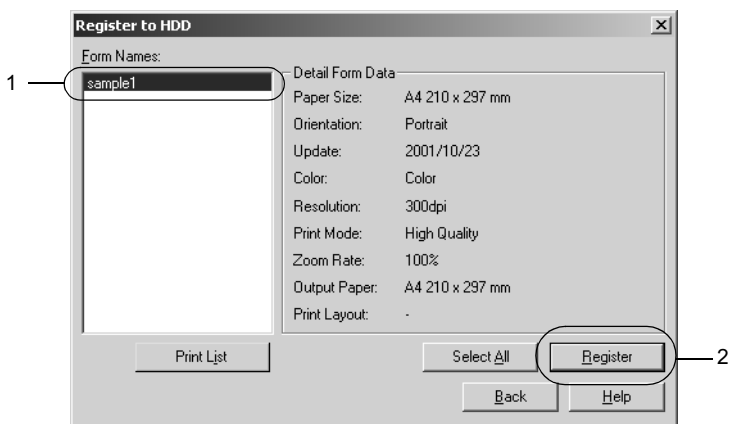 Register to HDD
Form Names:
1
sample1
Detail Form Data
Paper Size: A4 210 x 297 mm
Orientation: Portrait
Update: 2001/10/23
Color: Color
Resolution: 300dpi
Print Mode: High Quality
Zoom Rate: 100%
Output Paper: A4 210 x 297 mm
Print Layout: -
Print List
Select All
Register
2
Back
Help